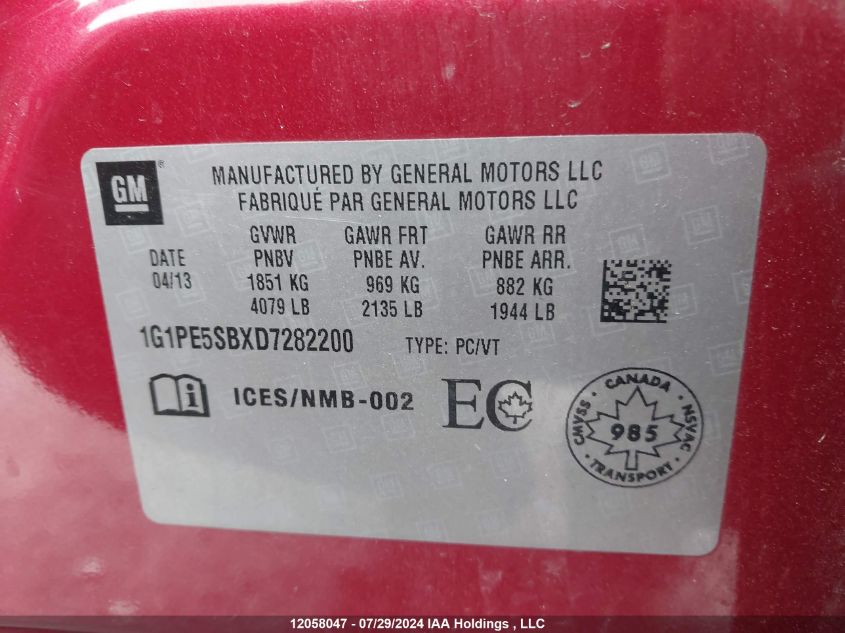 GM
MANUFACTURED BY GENERAL MOTORS LLC
FABRIQUÉ PAR GENERAL MOTORS LLC
DATE GVWR GAWR FRT GAWR RR
04/13 PNBV PNBE AV. PNBE ARR.
1851 KG 969 KG 882 KG
4079 LB 2135 LB 1944 LB
1G1PE5SBXD7282200 TYPE: PC/VT
i ICES/NMB-002 EC
CANADA
CMVSS · NSVAC
985
TRANSPORT
12058047 - 07/29/2024 IAA Holdings , LLC